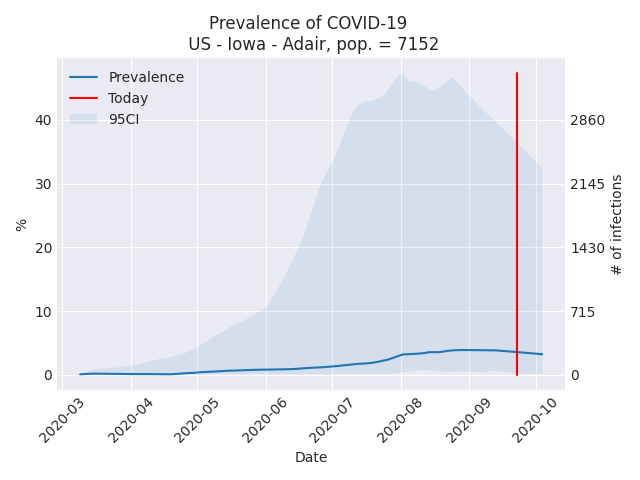 Prevalence of COVID-19
US - Iowa - Adair, pop. = 7152
Prevalence
Today
95CI
%
40
30
20
10
0
2860
2145
1430
715
0
# of infections
2020-03
2020-04
2020-05
2020-06
2020-07
2020-08
2020-09
2020-10
Date